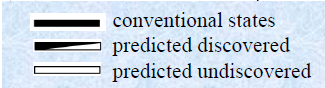 conventional states
predicted discovered
predicted undiscovered